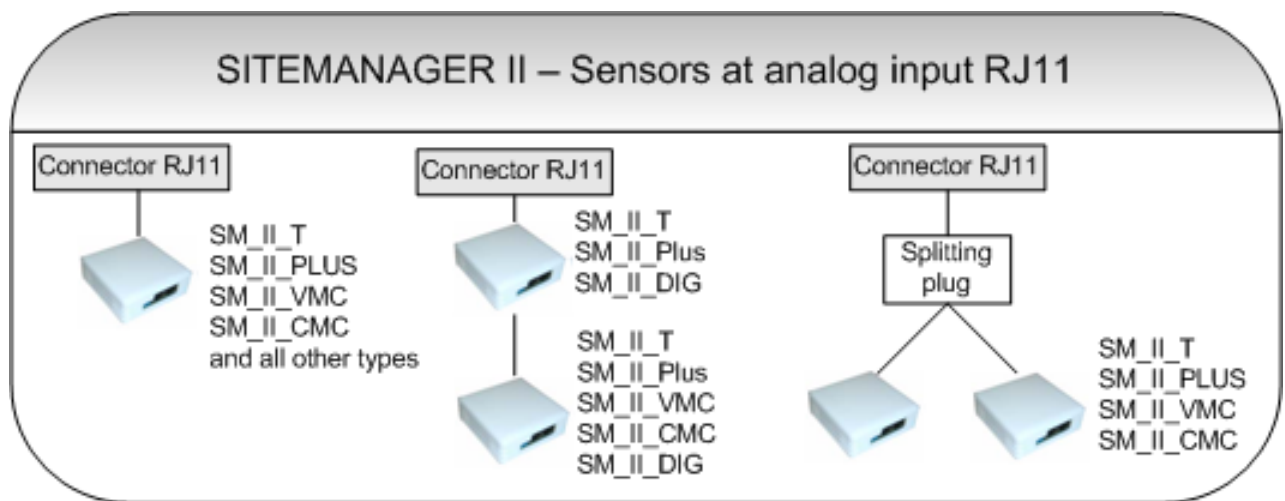 SITEMANAGER II – Sensors at analog input RJ11
Connector RJ11
SM_II_T
SM_II_PLUS
SM_II_VMC
SM_II_CMC
and all other types
Connector RJ11
SM_II_T
SM_II_Plus
SM_II_DIG
SM_II_T
SM_II_Plus
SM_II_VMC
SM_II_CMC
SM_II_DIG
Connector RJ11
Splitting
plug
SM_II_T
SM_II_PLUS
SM_II_VMC
SM_II_CMC